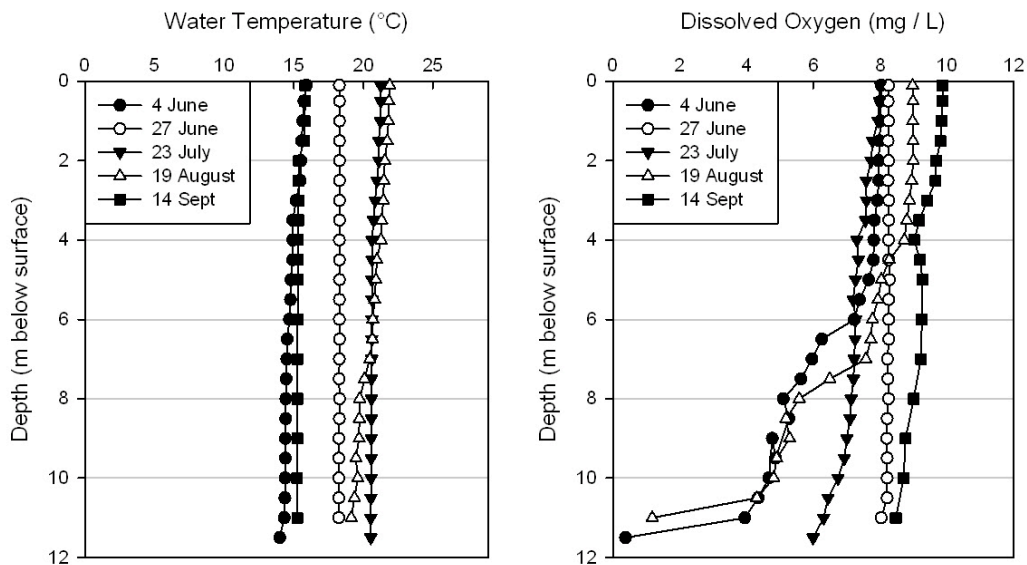 Water Temperature (°C)
0 5 10 15 20 25
0
2
4
6
8
10
12
Depth (m below surface)
4 June
27 June
23 July
19 August
14 Sept
Dissolved Oxygen (mg / L)
0 2 4 6 8 10 12
0
2
4
6
8
10
12
Depth (m below surface)
4 June
27 June
23 July
19 August
14 Sept